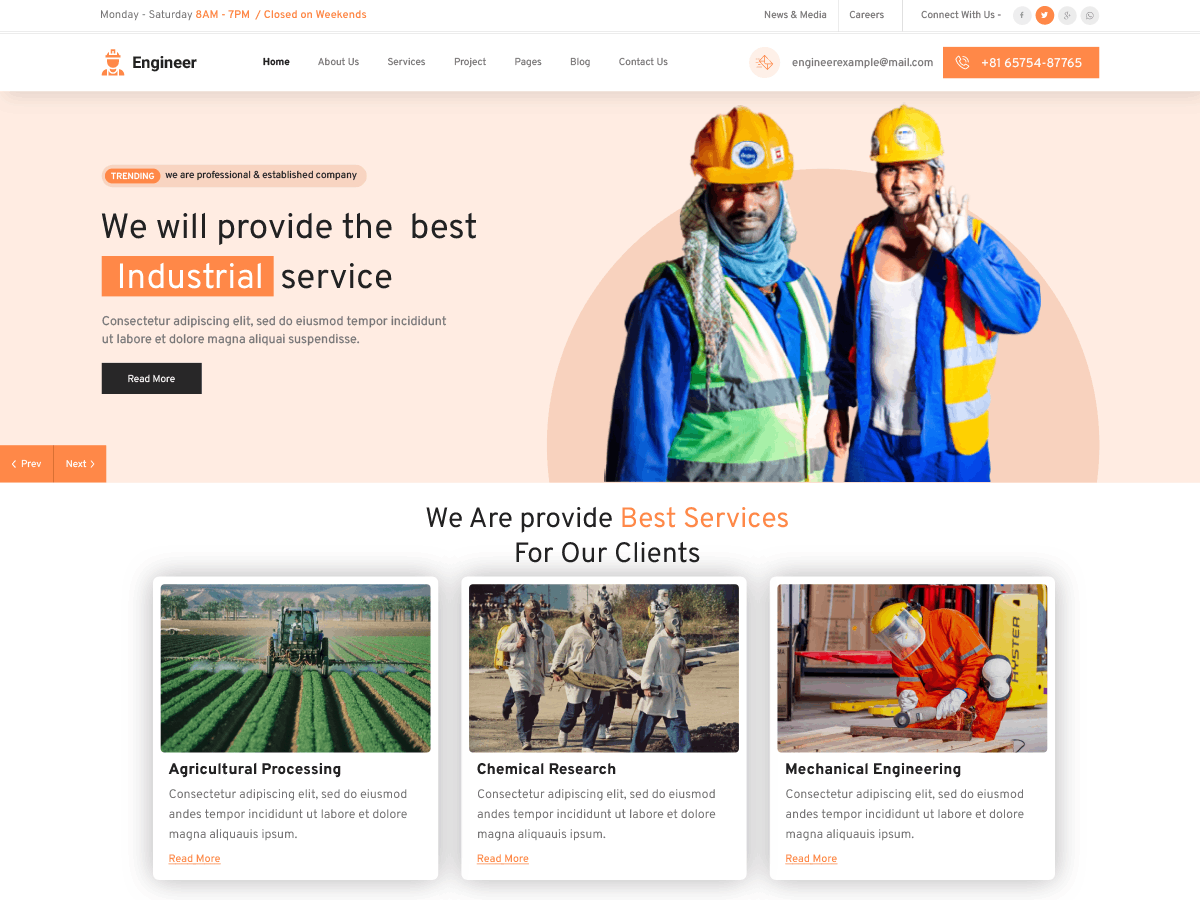 Monday - Saturday 8AM - 7PM / Closed on Weekends
News & Media
Careers
Connect With Us -
Engineer
Home
About Us
Services
Project
Pages
Blog
Contact Us
engineerexample@mail.com
+81 65754-87765
TRENDING we are professional & established company
We will provide the best
Industrial service
Consectetur adipiscing elit, sed do eiusmod tempor incididunt
ut labore et dolore magna aliquai suspendisse.
Read More
Prev
Next
We Are provide Best Services
For Our Clients
HYSTER
Agricultural Processing
Consectetur adipiscing elit, sed do eiusmod
andes tempor incididunt ut labore et dolore
magna aliquauis ipsum.
Read More
Chemical Research
Consectetur adipiscing elit, sed do eiusmod
andes tempor incididunt ut labore et dolore
magna aliquauis ipsum.
Read More
Mechanical Engineering
Consectetur adipiscing elit, sed do eiusmod
andes tempor incididunt ut labore et dolore
magna aliquauis ipsum.
Read More